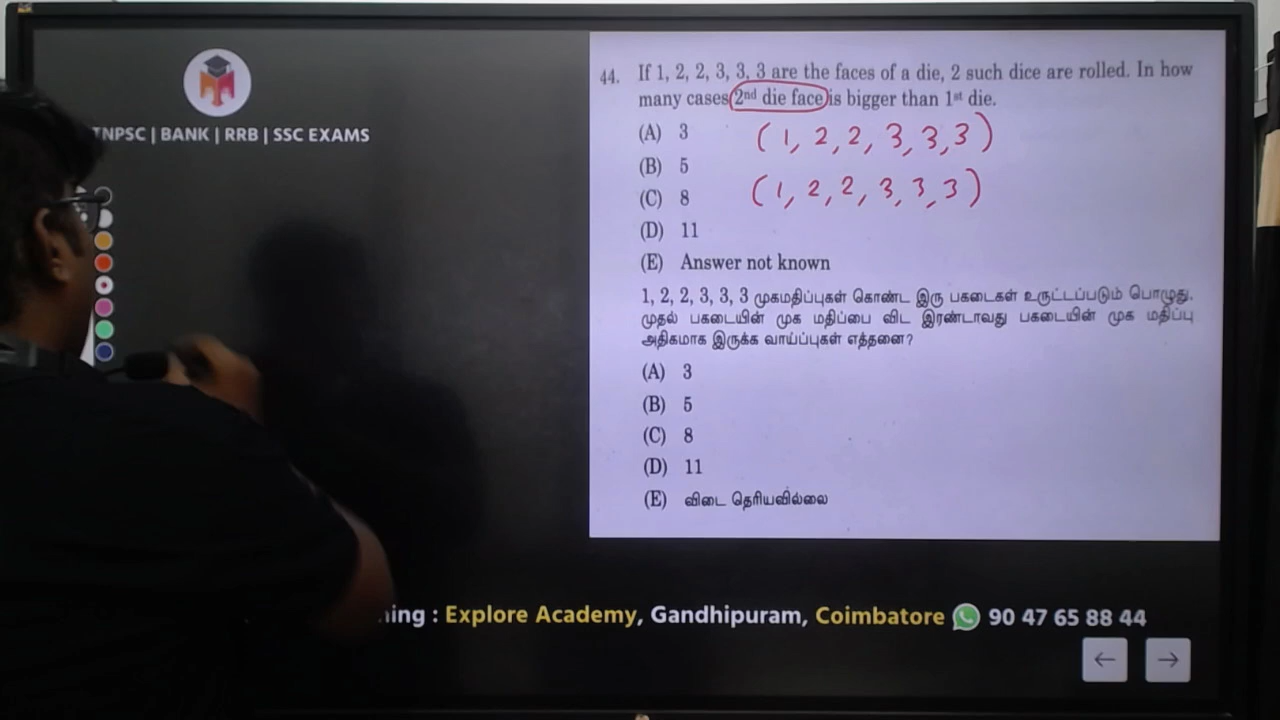 TNPSC | BANK | RRB | SSC EXAMS
44. If 1, 2, 2, 3, 3, 3 are the faces of a die, 2 such dice are rolled. In how
many cases 2nd die face is bigger than 1st die.
(A) 3
(1, 2, 2, 3, 3, 3)
(B) 5
(1, 2, 2, 3, 3, 3)
(C) 8
(D) 11
(E) Answer not known
1, 2, 2, 3, 3, 3 முகமதிப்புகள் கொண்ட இரு பகடைகள் உருட்டப்படும் பொழுது.
முதல் பகடையின் முக மதிப்பை விட இரண்டாவது பகடையின் முக மதிப்பு
அதிகமாக இருக்க வாய்ப்புகள் எத்தனை?
(A) 3
(B) 5
(C) 8
(D) 11
(E) விடை தெரியவில்லை
: Explore Academy, Gandhipuram, Coimbatore 90 47 65 88 44